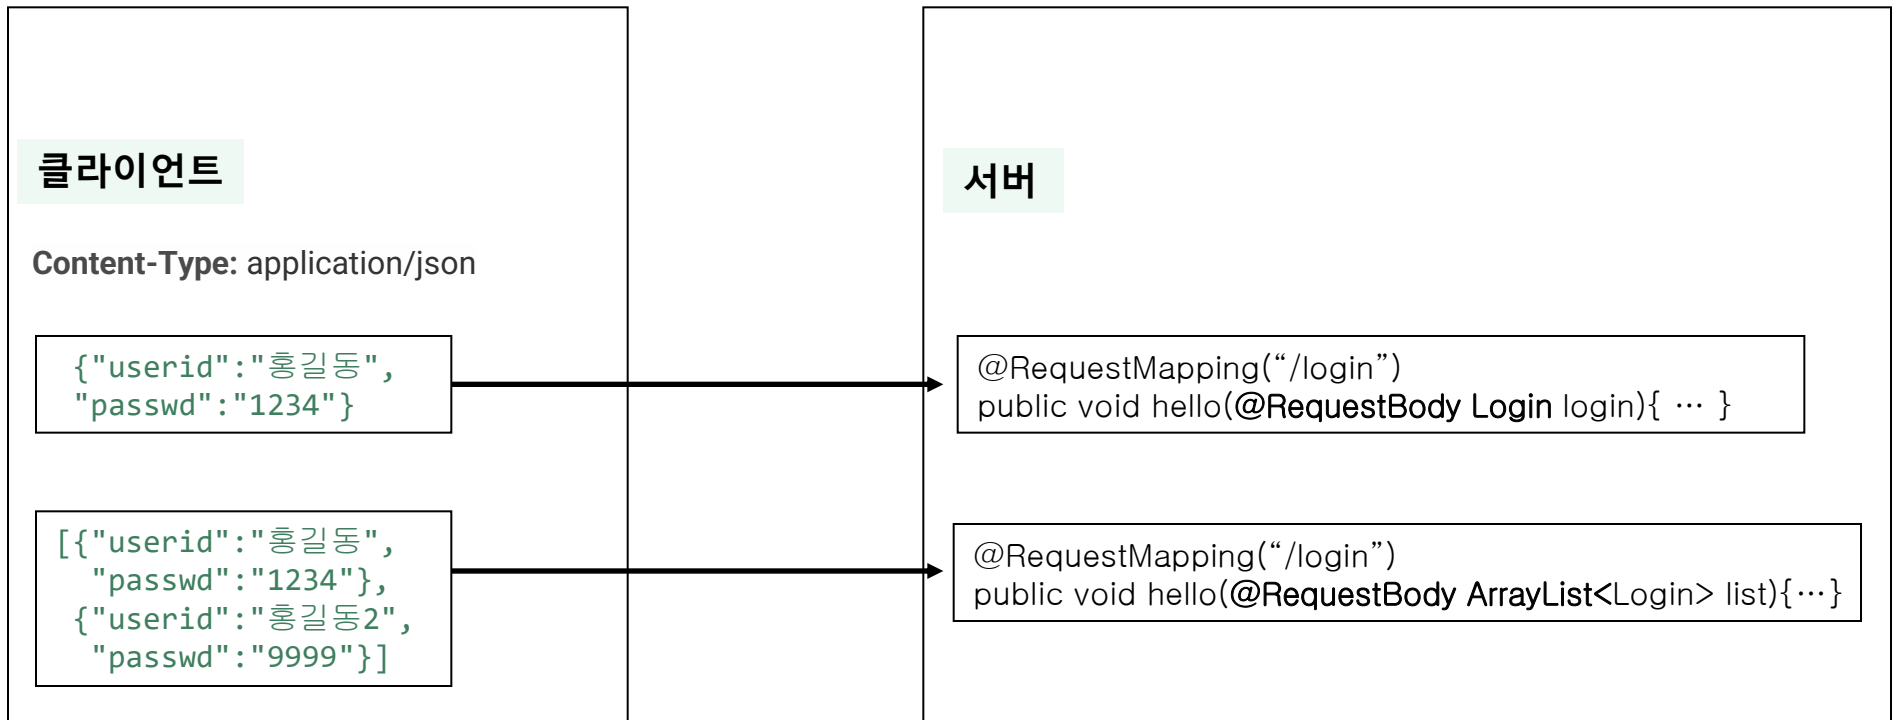 클라이언트
Content-Type: application/json
{"userid":"홍길동",
"passwd":"1234"}
[{"userid":"홍길동",
"passwd":"1234"},
{"userid":"홍길동2",
"passwd":"9999"}]
서버
@RequestMapping(“/login”)
public void hello(@RequestBody Login login){ … }
@RequestMapping(“/login”)
public void hello(@RequestBody ArrayList<Login> list){…}